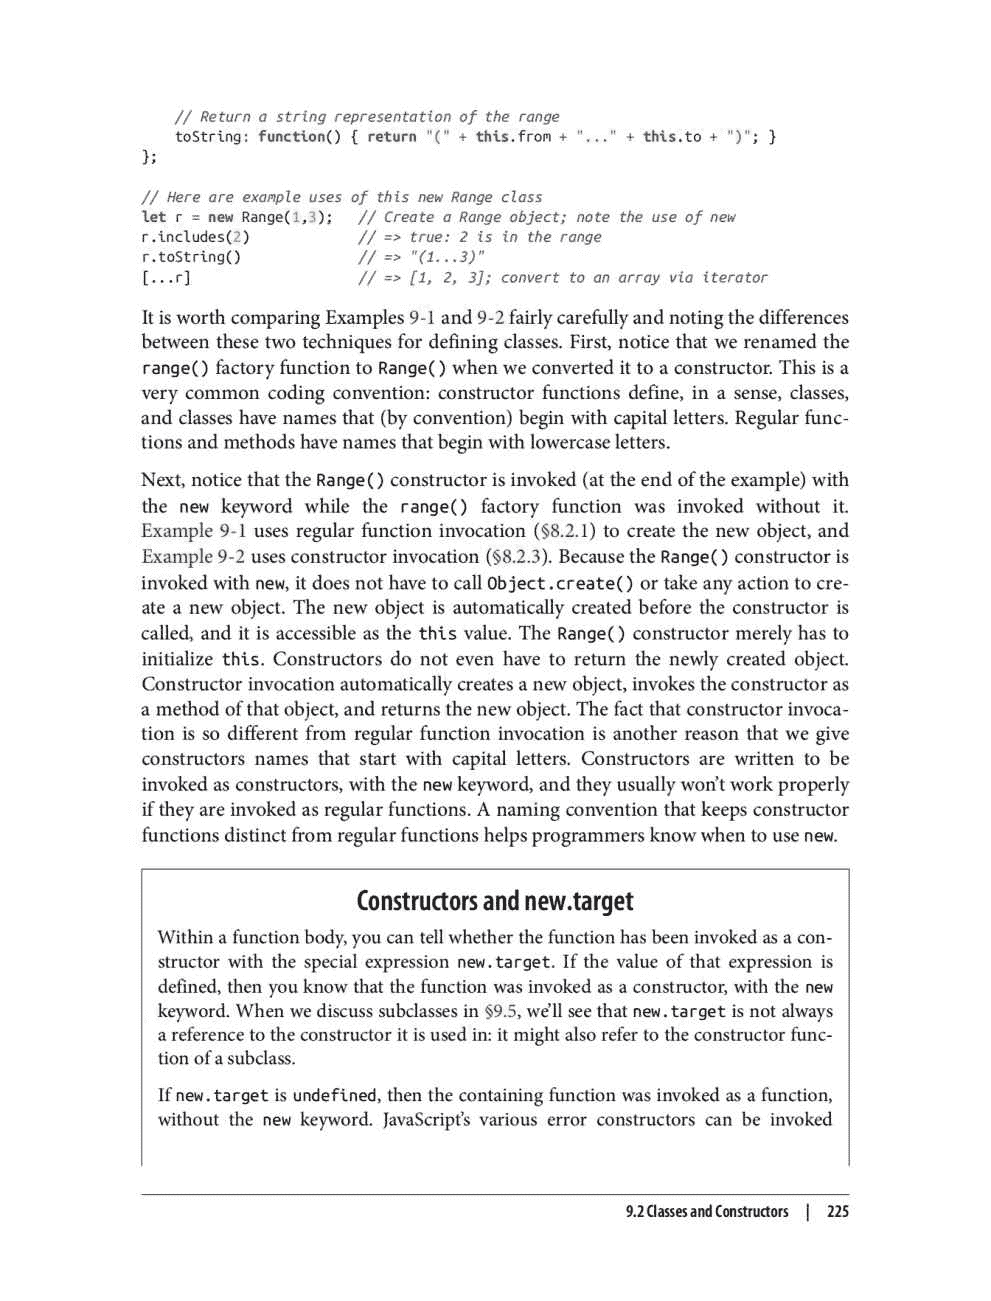 // Return a string representation of the range
toString: function() { return "(" + this.from + "..." + this.to + ")"; }
};
// Here are example uses of this new Range class
let r = new Range(1,3);   // Create a Range object; note the use of new
r.includes(2)             // => true: 2 is in the range
r.toString()              // => "(1...3)"
[...r]                    // => [1, 2, 3]; convert to an array via iterator
It is worth comparing Examples 9-1 and 9-2 fairly carefully and noting the differences
between these two techniques for defining classes. First, notice that we renamed the
range() factory function to Range() when we converted it to a constructor. This is a
very common coding convention: constructor functions define, in a sense, classes,
and classes have names that (by convention) begin with capital letters. Regular func-
tions and methods have names that begin with lowercase letters.
Next, notice that the Range() constructor is invoked (at the end of the example) with
the new keyword while the range() factory function was invoked without it.
Example 9-1 uses regular function invocation (§8.2.1) to create the new object, and
Example 9-2 uses constructor invocation (§8.2.3). Because the Range() constructor is
invoked with new, it does not have to call Object.create() or take any action to cre-
ate a new object. The new object is automatically created before the constructor is
called, and it is accessible as the this value. The Range() constructor merely has to
initialize this. Constructors do not even have to return the newly created object.
Constructor invocation automatically creates a new object, invokes the constructor as
a method of that object, and returns the new object. The fact that constructor invoca-
tion is so different from regular function invocation is another reason that we give
constructors names that start with capital letters. Constructors are written to be
invoked as constructors, with the new keyword, and they usually won’t work properly
if they are invoked as regular functions. A naming convention that keeps constructor
functions distinct from regular functions helps programmers know when to use new.
Constructors and new.target
Within a function body, you can tell whether the function has been invoked as a con-
structor with the special expression new.target. If the value of that expression is
defined, then you know that the function was invoked as a constructor, with the new
keyword. When we discuss subclasses in §9.5, we’ll see that new.target is not always
a reference to the constructor it is used in: it might also refer to the constructor func-
tion of a subclass.
If new.target is undefined, then the containing function was invoked as a function,
without the new keyword. JavaScript’s various error constructors can be invoked
9.2 Classes and Constructors | 225